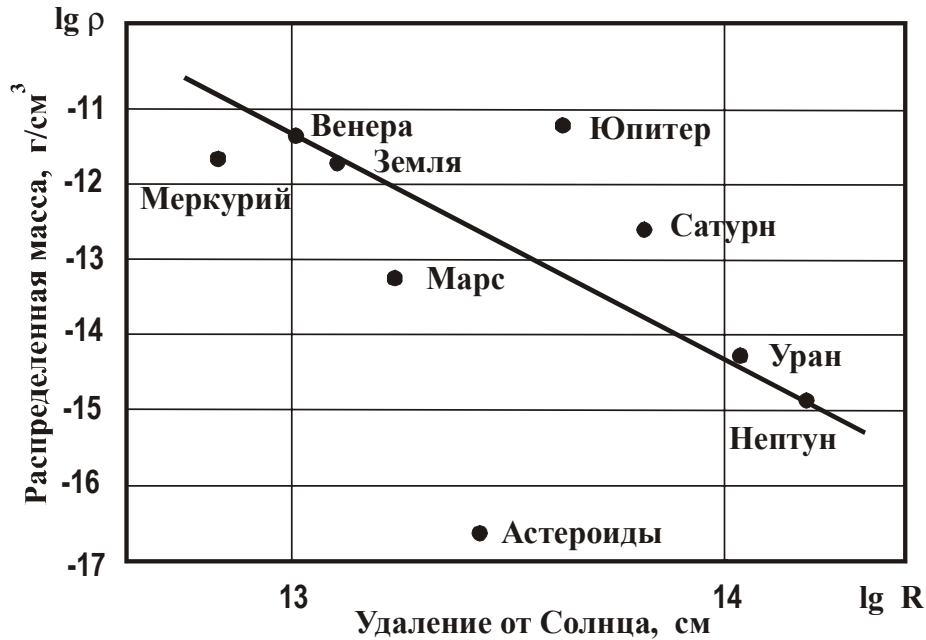 lg ρ
Распределенная масса, г/см³
-11
-12
-13
-14
-15
-16
-17
Венера
Юпитер
Земля
Меркурий
Сатурн
Марс
Уран
Нептун
Астероиды
13
14
lg R
Удаление от Солнца, см